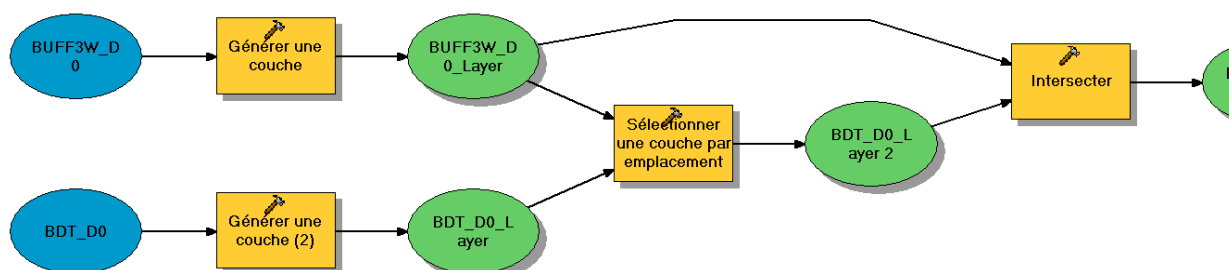 BUFF3W_D
0
Générer une
couche
BUFF3W_D
0_Layer
Intersecter
Sélectionner
une couche par
emplacement
BDT_D0_L
ayer 2
BDT_D0
Générer une
couche (2)
BDT_D0_L
ayer